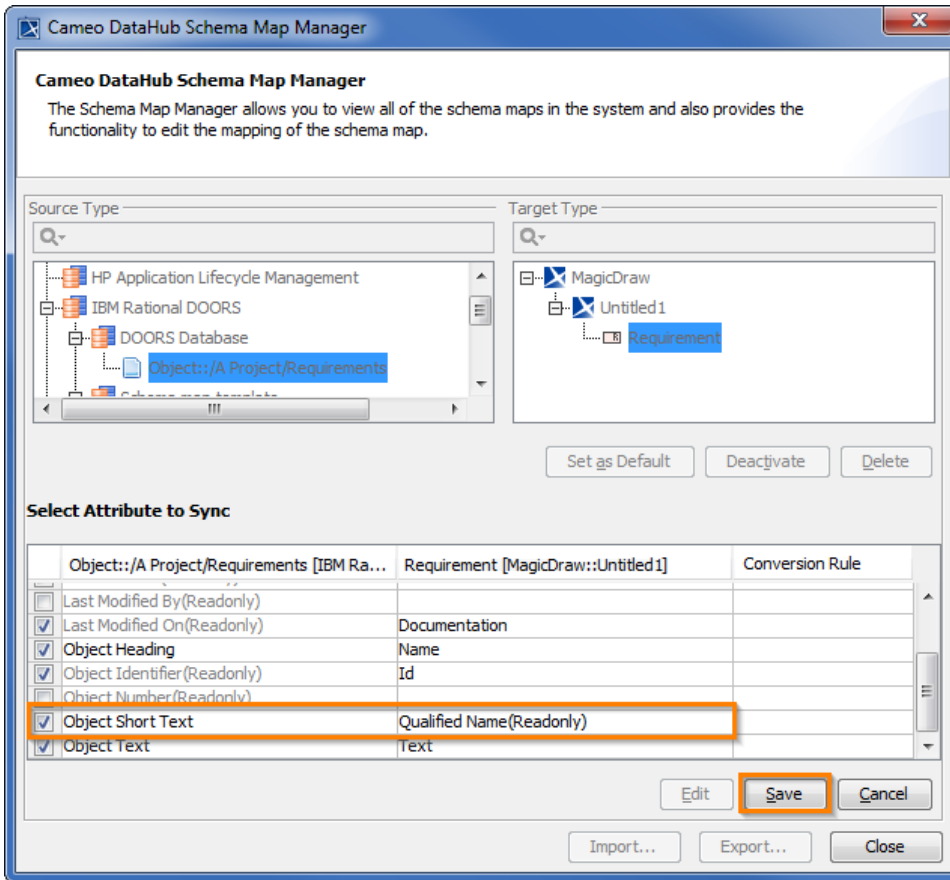 Cameo DataHub Schema Map Manager
Cameo DataHub Schema Map Manager
The Schema Map Manager allows you to view all of the schema maps in the system and also provides the
functionality to edit the mapping of the schema map.
Source Type
Target Type
HP Application Lifecycle Management
IBM Rational DOORS
DOORS Database
Object::/A Project/Requirements
MagicDraw
Untitled1
Requirement
Set as Default Deactivate Delete
Select Attribute to Sync
Object::/A Project/Requirements [IBM Ra... Requirement [MagicDraw::Untitled1] Conversion Rule
Last Modified By(Readonly)
Last Modified On(Readonly) Documentation
Object Heading Name
Object Identifier(Readonly) Id
Object Number(Readonly)
Object Short Text Qualified Name(Readonly)
Object Text Text
Edit Save Cancel
Import... Export... Close